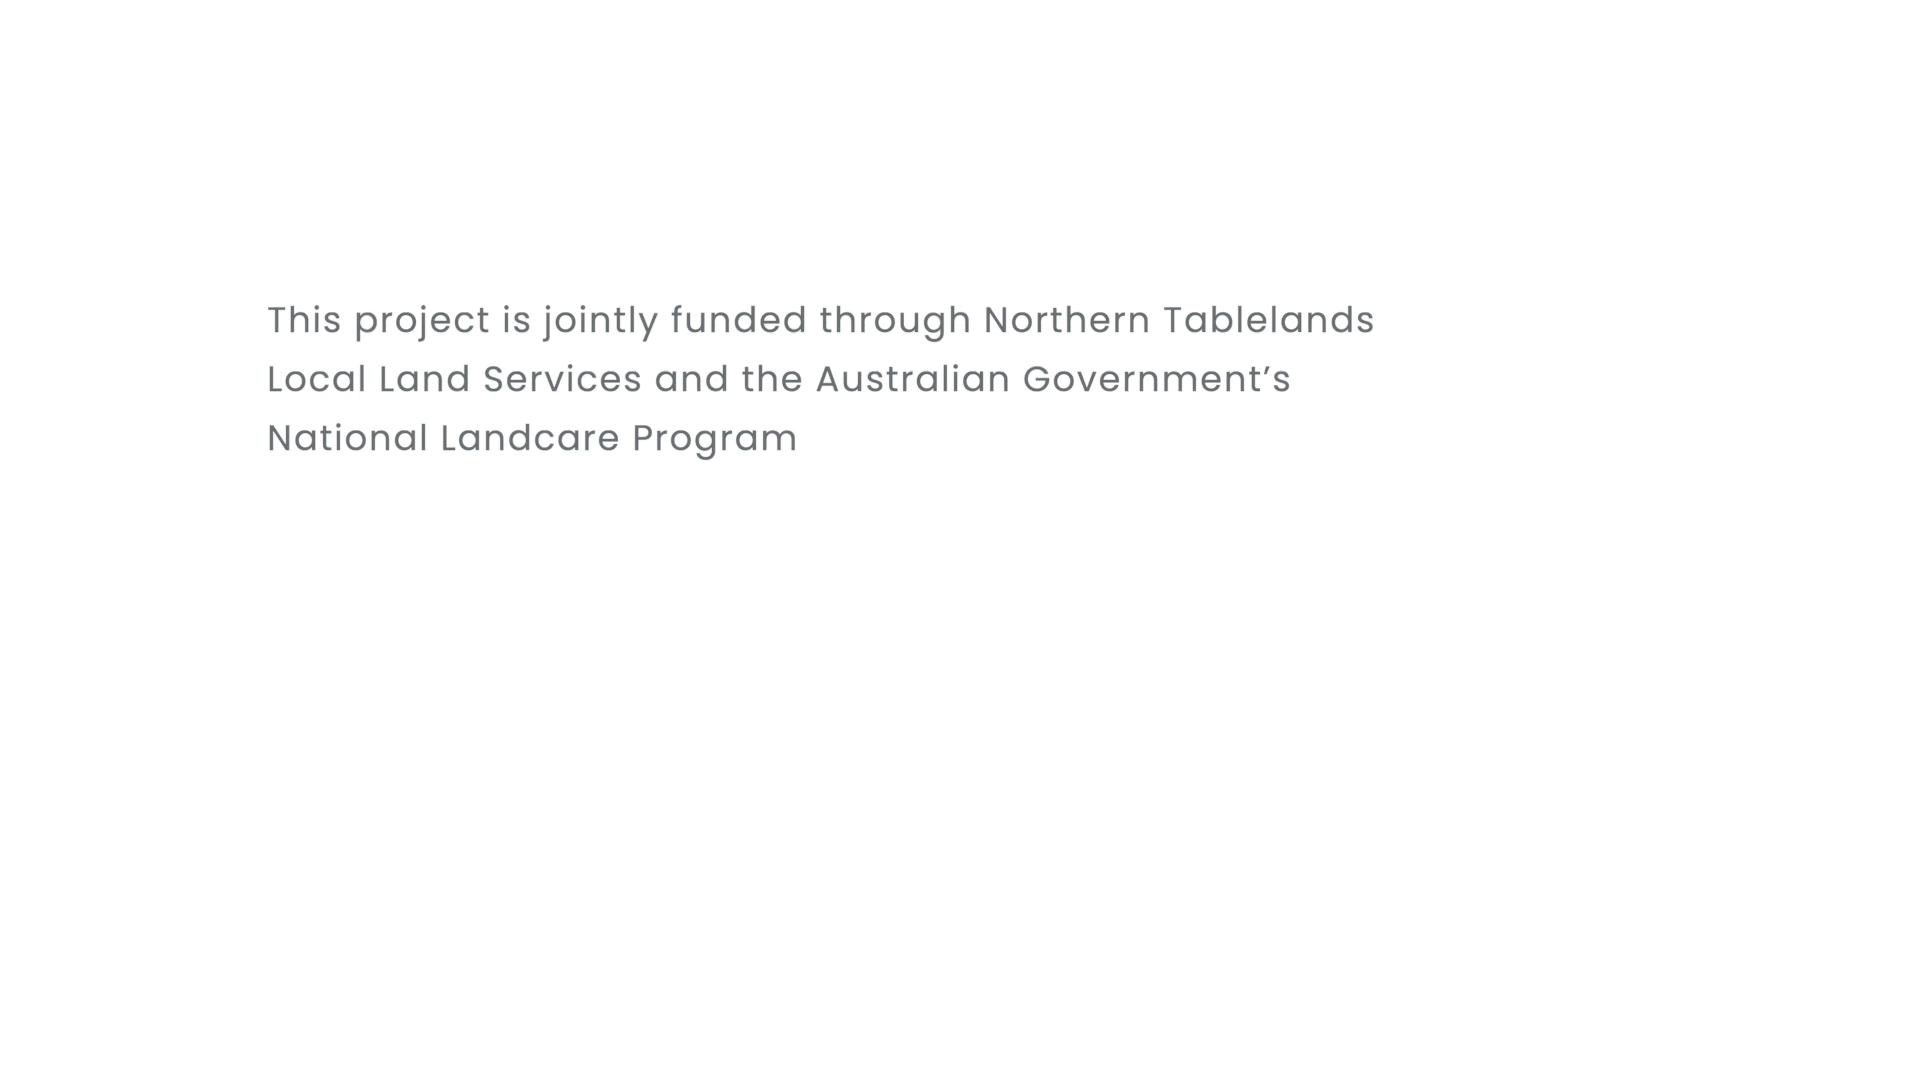 This project is jointly funded through Northern Tablelands
Local Land Services and the Australian Government’s
National Landcare Program